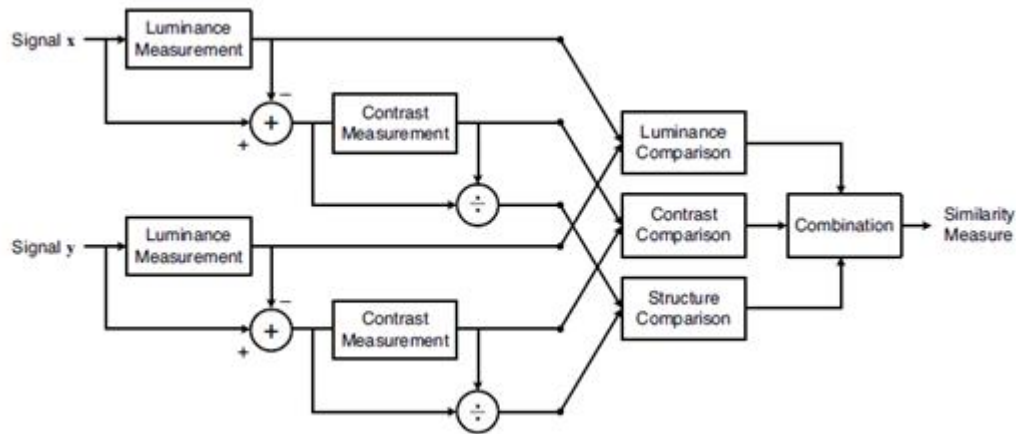 Signal x
Luminance
Measurement
−
+
+
Contrast
Measurement
÷
Signal y
Luminance
Measurement
−
+
+
Contrast
Measurement
÷
Luminance
Comparison
Contrast
Comparison
Structure
Comparison
Combination
Similarity
Measure